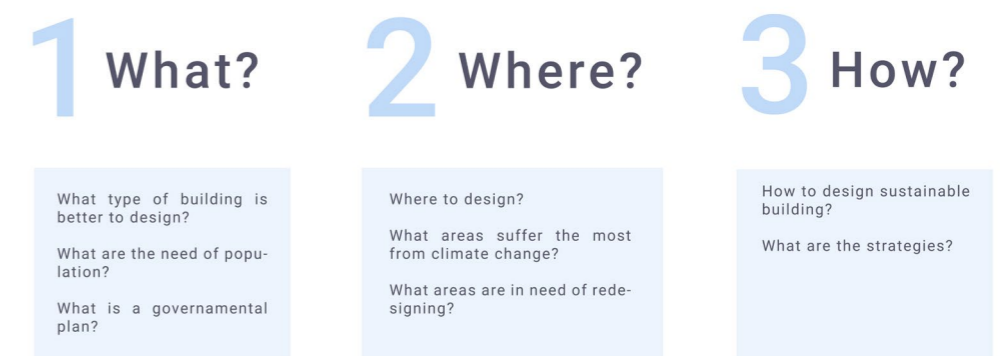 1 What?
What type of building is
better to design?
What are the need of popu-
lation?
What is a governamental
plan?
2 Where?
Where to design?
What areas suffer the most
from climate change?
What areas are in need of rede-
signing?
3 How?
How to design sustainable
building?
What are the strategies?